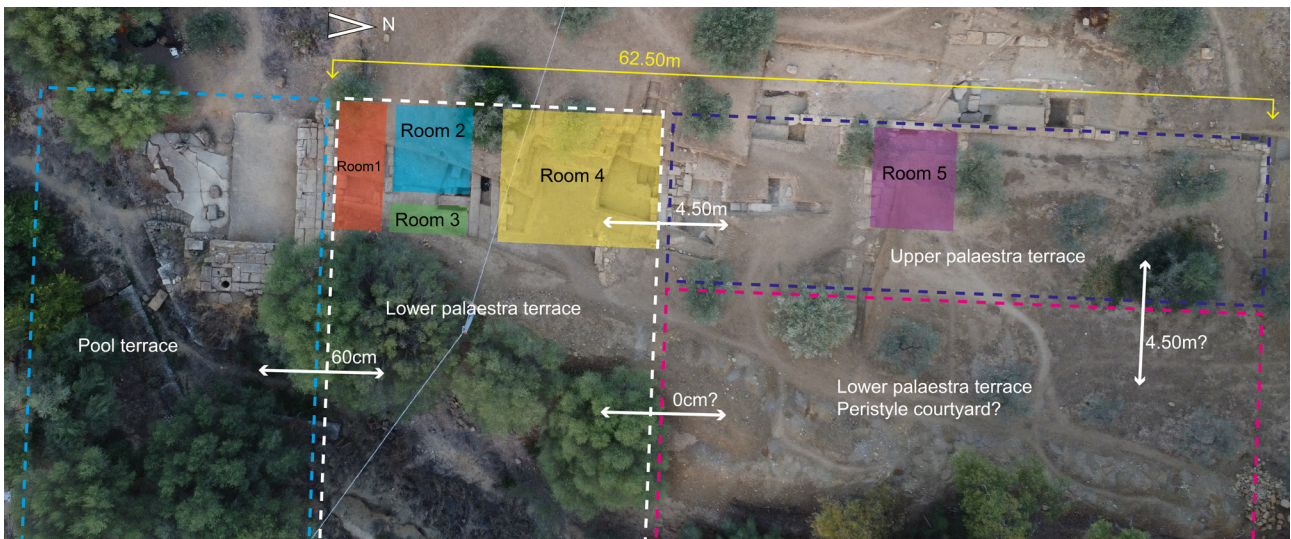 N
62.50m
Room 2
Room1
Room 3
Room 4
4.50m
Room 5
Upper palaestra terrace
Lower palaestra terrace
Pool terrace
60cm
4.50m?
0cm?
Lower palaestra terrace
Peristyle courtyard?